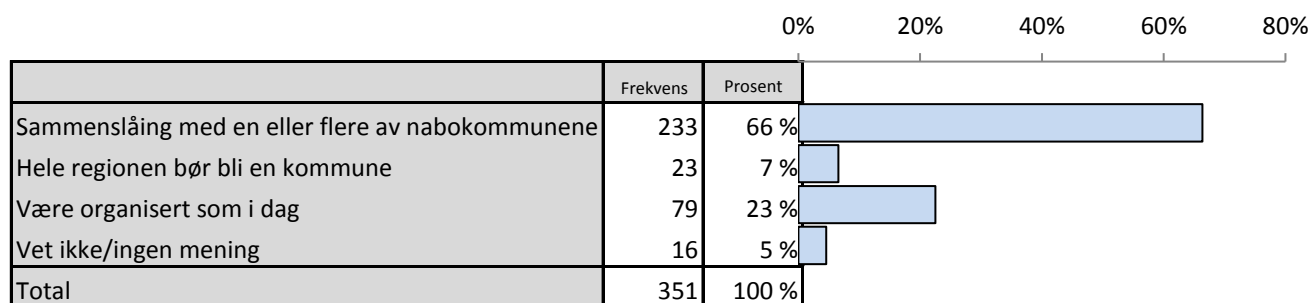 0% 20% 40% 60% 80%
Frekvens Prosent
Sammenslåing med en eller flere av nabokommunene 233 66 %
Hele regionen bør bli en kommune 23 7 %
Være organisert som i dag 79 23 %
Vet ikke/ingen mening 16 5 %
Total 351 100 %